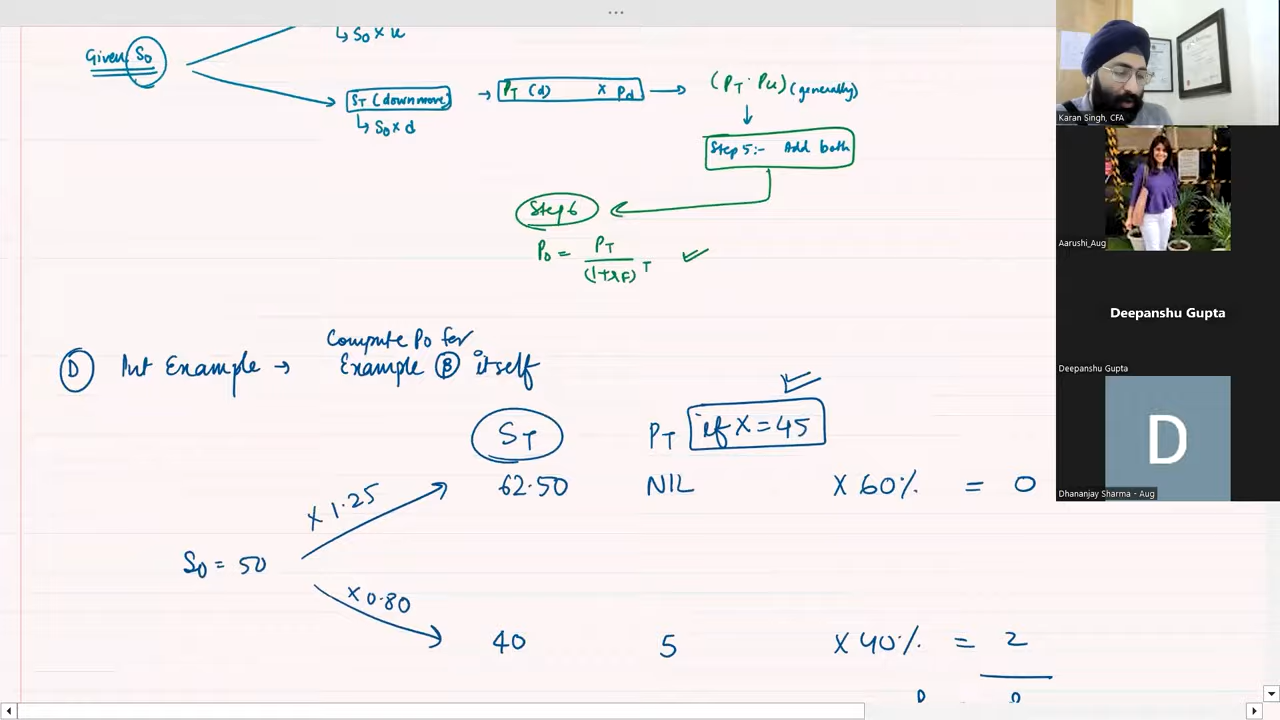 ↳ S0 × u
Given S0
ST (down move) → PT (d) × Pd → (PT · Pu) (generally)
↳ S0 × d
Step 5:- Add both
Step 6
P0 = PT / (1+rF)^T ✓
D Put Example → Compute P0 for
Example B itself
ST PT if X = 45
× 1.25 62.50 NIL × 60% = 0
S0 = 50
× 0.80 40 5 × 40% = 2
Karan Singh, CFA
Aarushi_Aug
Deepanshu Gupta
Deepanshu Gupta
D
Dhananjay Sharma - Aug